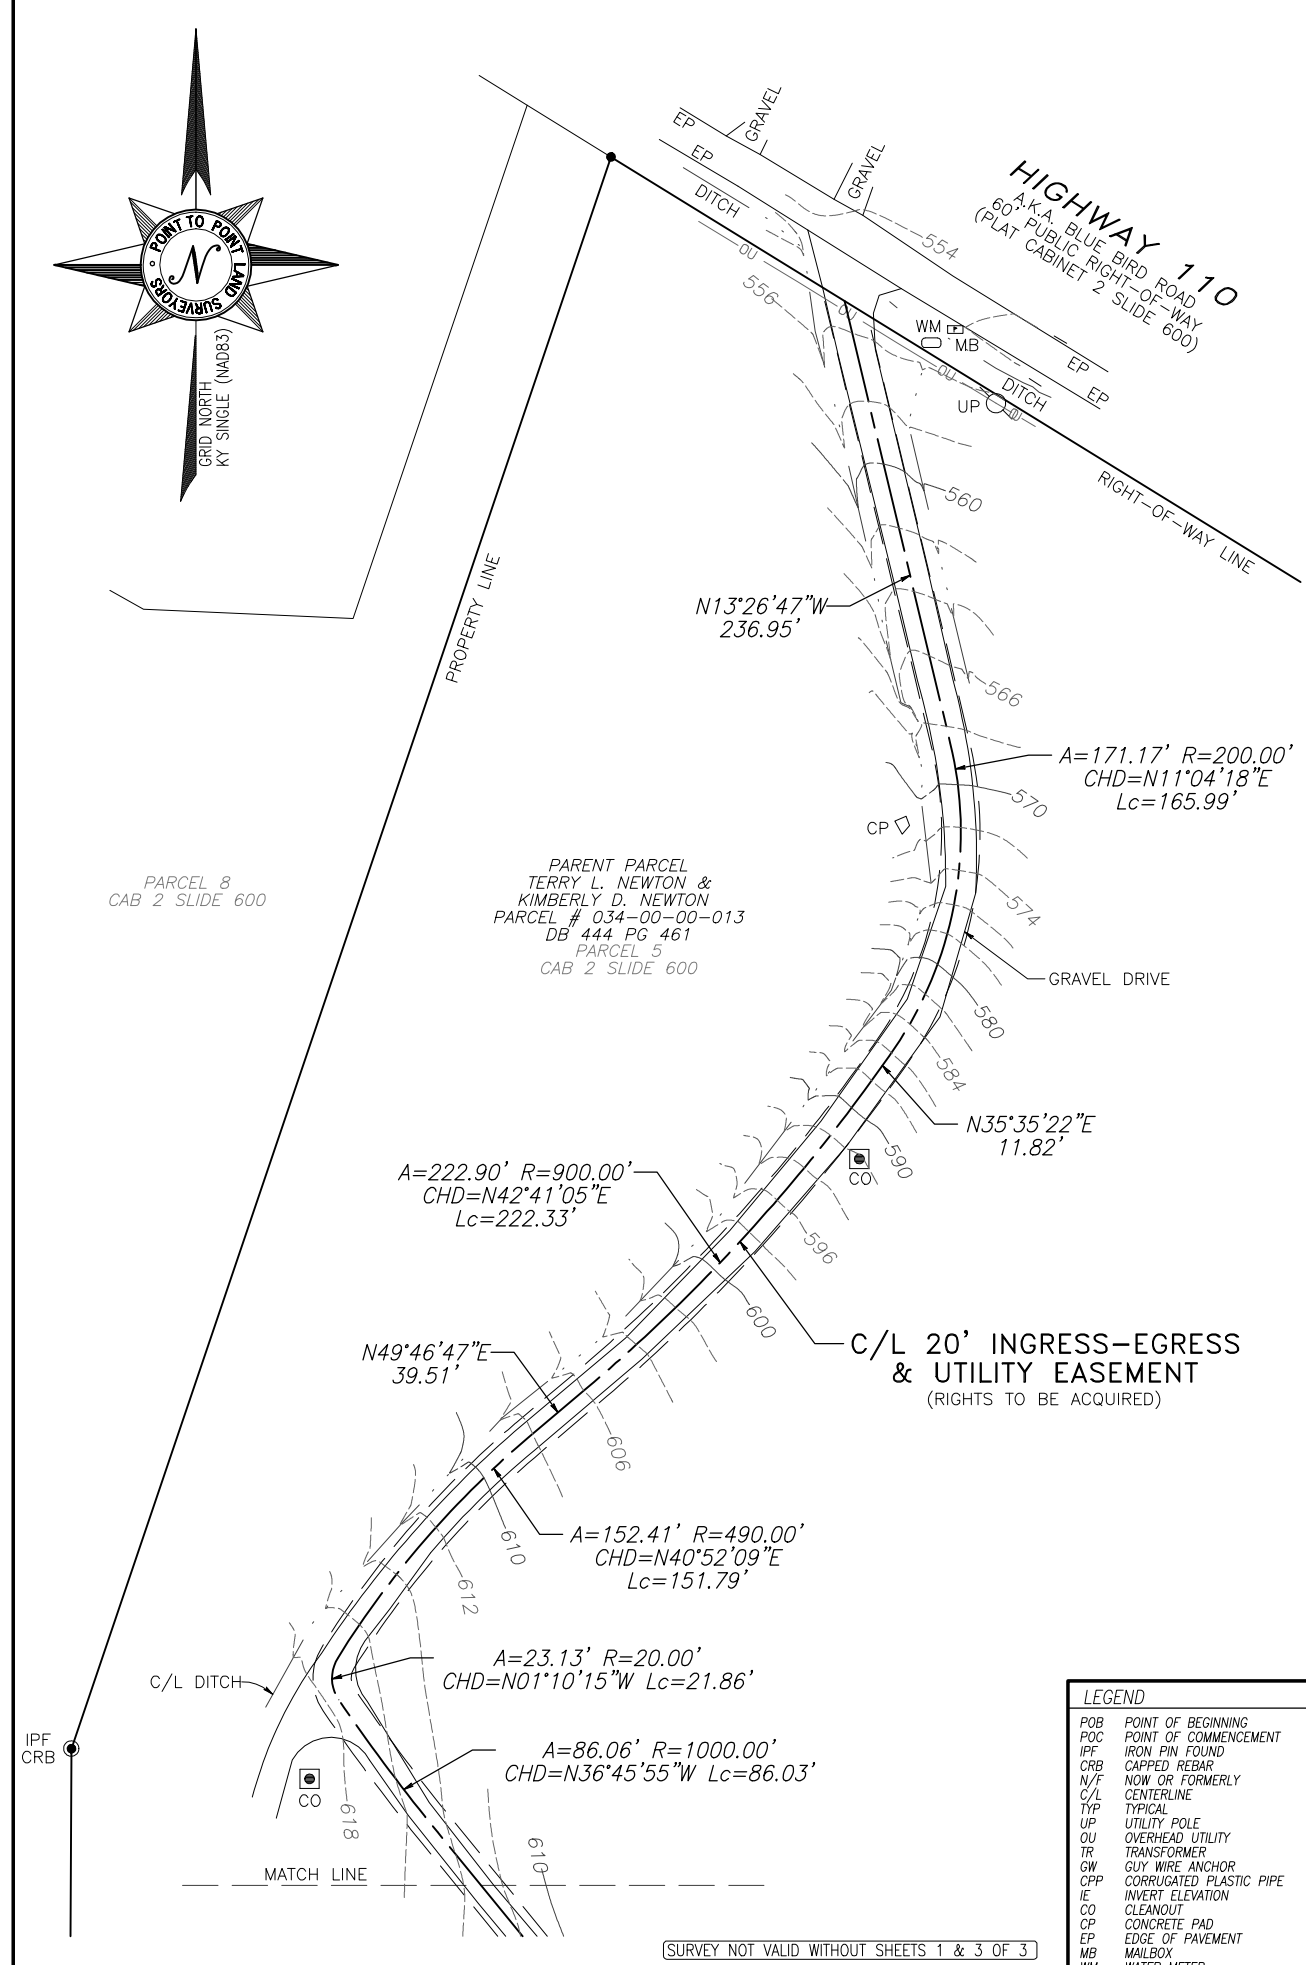 POINT TO POINT
LAND SURVEYORS
N
GRID NORTH
KY SINGLE (NAD83)
EP
EP
GRAVEL
GRAVEL
DITCH
HIGHWAY 110
A.K.A. BLUE BIRD ROAD
60' PUBLIC RIGHT-OF-WAY
(PLAT CABINET 2 SLIDE 600)
554
OU
556
OU
WM
MB
OU
EP
EP
DITCH
UP
OU
RIGHT-OF-WAY LINE
560
PROPERTY LINE
N13°26'47"W
236.95'
566
A=171.17' R=200.00'
CHD=N11°04'18"E
Lc=165.99'
570
CP
PARCEL 8
CAB 2 SLIDE 600
PARENT PARCEL
TERRY L. NEWTON &
KIMBERLY D. NEWTON
PARCEL # 034-00-00-013
DB 444 PG 461
PARCEL 5
CAB 2 SLIDE 600
574
GRAVEL DRIVE
580
584
N35°35'22"E
11.82'
590
CO
A=222.90' R=900.00'
CHD=N42°41'05"E
Lc=222.33'
596
600
C/L 20' INGRESS-EGRESS
& UTILITY EASEMENT
(RIGHTS TO BE ACQUIRED)
N49°46'47"E
39.51'
606
610
A=152.41' R=490.00'
CHD=N40°52'09"E
Lc=151.79'
612
A=23.13' R=20.00'
CHD=N01°10'15"W Lc=21.86'
C/L DITCH
IPF
CRB
A=86.06' R=1000.00'
CHD=N36°45'55"W Lc=86.03'
CO
618
610
MATCH LINE
SURVEY NOT VALID WITHOUT SHEETS 1 & 3 OF 3
LEGEND
POB POINT OF BEGINNING
POC POINT OF COMMENCEMENT
IPF IRON PIN FOUND
CRB CAPPED REBAR
N/F NOW OR FORMERLY
C/L CENTERLINE
TYP TYPICAL
UP UTILITY POLE
OU OVERHEAD UTILITY
TR TRANSFORMER
GW GUY WIRE ANCHOR
CPP CORRUGATED PLASTIC PIPE
IE INVERT ELEVATION
CO CLEANOUT
CP CONCRETE PAD
EP EDGE OF PAVEMENT
MB MAILBOX
WM WATER METER